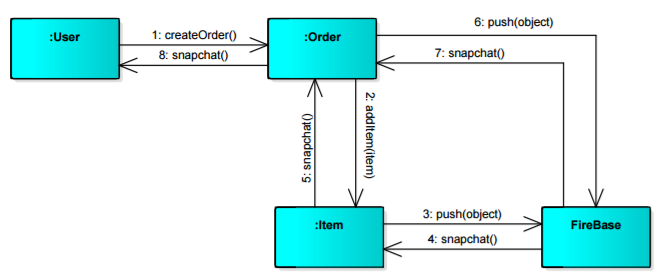 6: push(object)
:User
1: createOrder()
:Order
7: snapchat()
8: snapchat()
5: snapchat()
2: addItem(item)
:Item
3: push(object)
FireBase
4: snapchat()